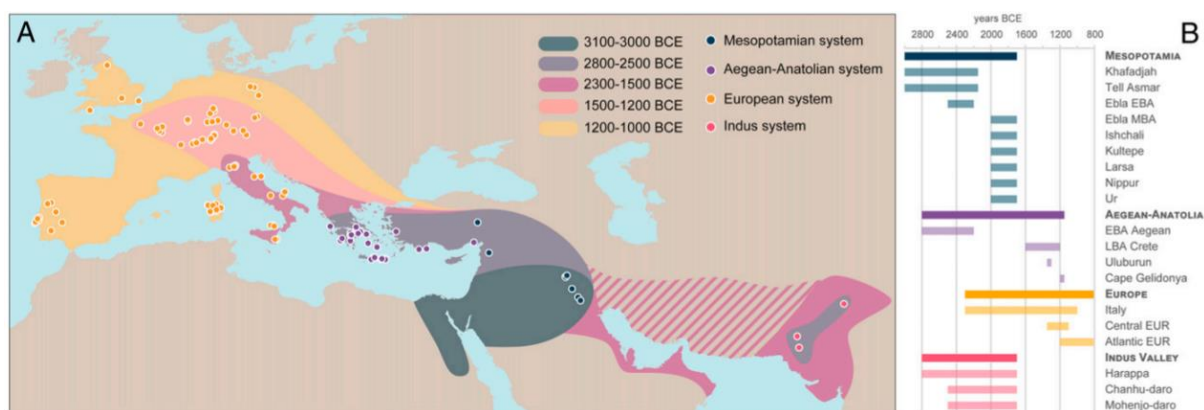 A
3100-3000 BCE
2800-2500 BCE
2300-1500 BCE
1500-1200 BCE
1200-1000 BCE
Mesopotamian system
Aegean-Anatolian system
European system
Indus system
B
years BCE
2800 2400 2000 1600 1200 800
MESOPOTAMIA
Khafadjah
Tell Asmar
Ebla EBA
Ebla MBA
Ishchali
Kultepe
Larsa
Nippur
Ur
AEGEAN-ANATOLIA
EBA Aegean
LBA Crete
Uluburun
Cape Gelidonya
EUROPE
Italy
Central EUR
Atlantic EUR
INDUS VALLEY
Harappa
Chanhu-daro
Mohenjo-daro